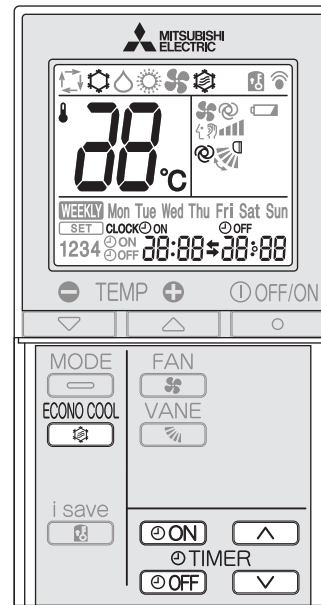 MITSUBISHI
ELECTRIC
88°C
WEEKLY Mon Tue Wed Thu Fri Sat Sun
SET CLOCK ON OFF
1234 ON OFF 88:88 88:88
TEMP OFF/ON
MODE FAN
ECONO COOL VANE
i save
ON
TIMER
OFF